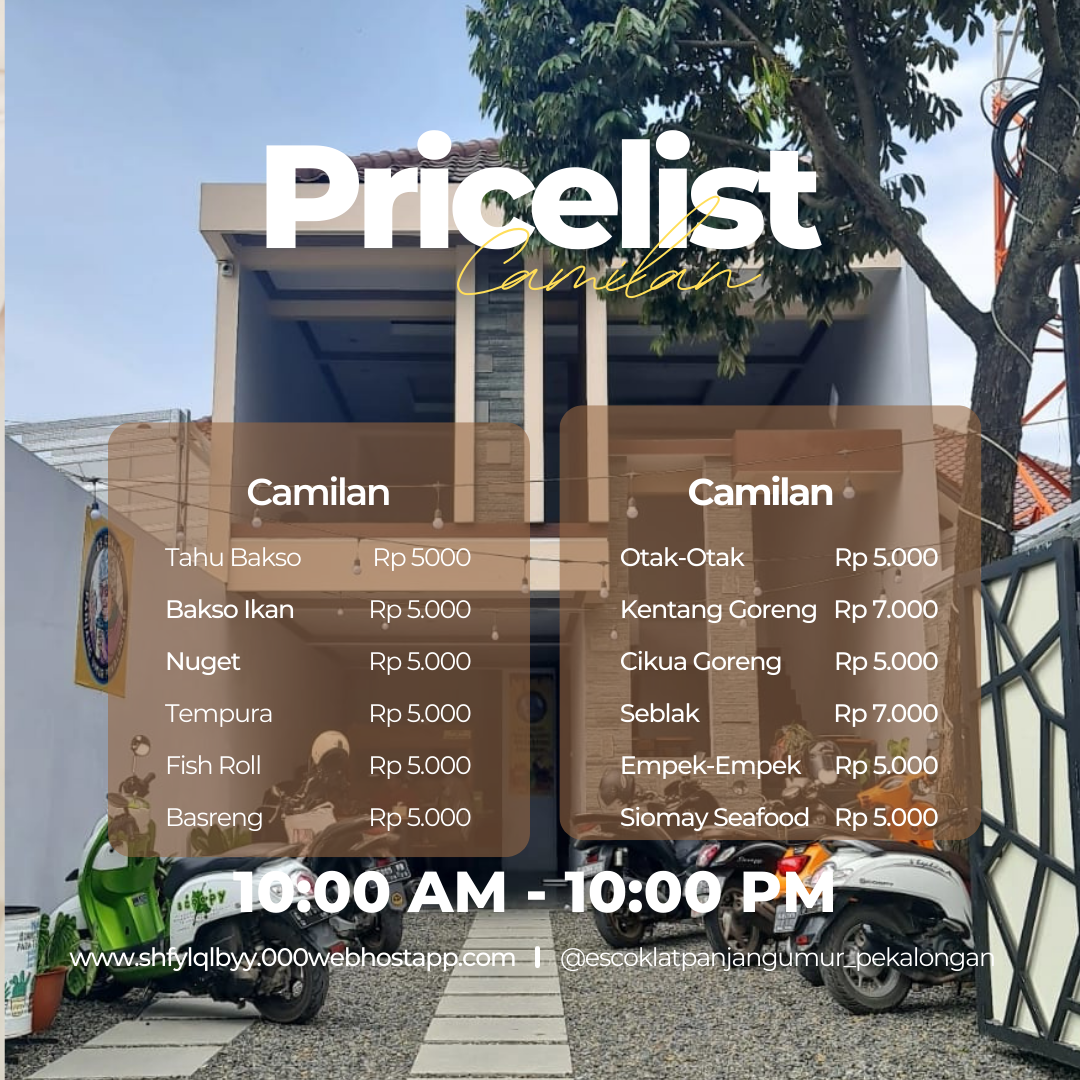 Pricelist
Camilan
Camilan
Tahu Bakso Rp 5000
Bakso Ikan Rp 5.000
Nuget Rp 5.000
Tempura Rp 5.000
Fish Roll Rp 5.000
Basreng Rp 5.000
Camilan
Otak-Otak Rp 5.000
Kentang Goreng Rp 7.000
Cikua Goreng Rp 5.000
Seblak Rp 7.000
Empek-Empek Rp 5.000
Siomay Seafood Rp 5.000
10:00 AM - 10:00 PM
www.shfylqlbyy.000webhostapp.com | @escoklatpanjangumur_pekalongan